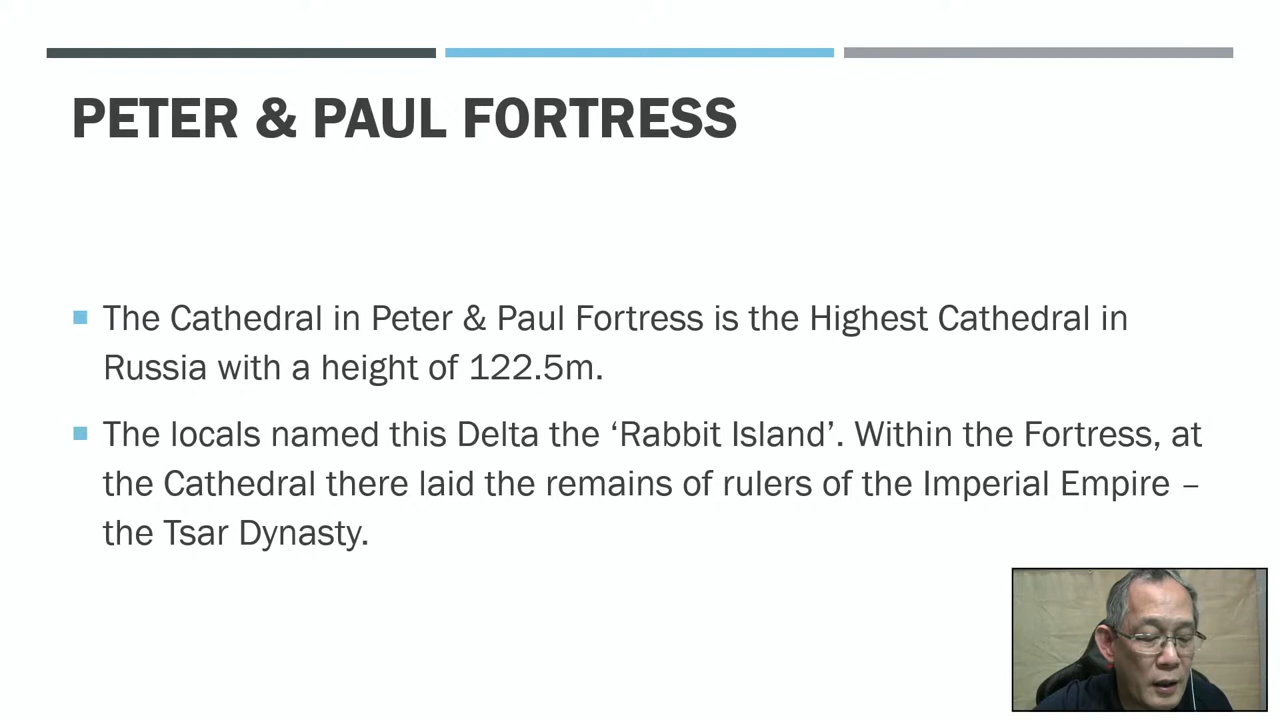 PETER & PAUL FORTRESS
The Cathedral in Peter & Paul Fortress is the Highest Cathedral in
Russia with a height of 122.5m.
The locals named this Delta the ‘Rabbit Island’. Within the Fortress, at
the Cathedral there laid the remains of rulers of the Imperial Empire –
the Tsar Dynasty.